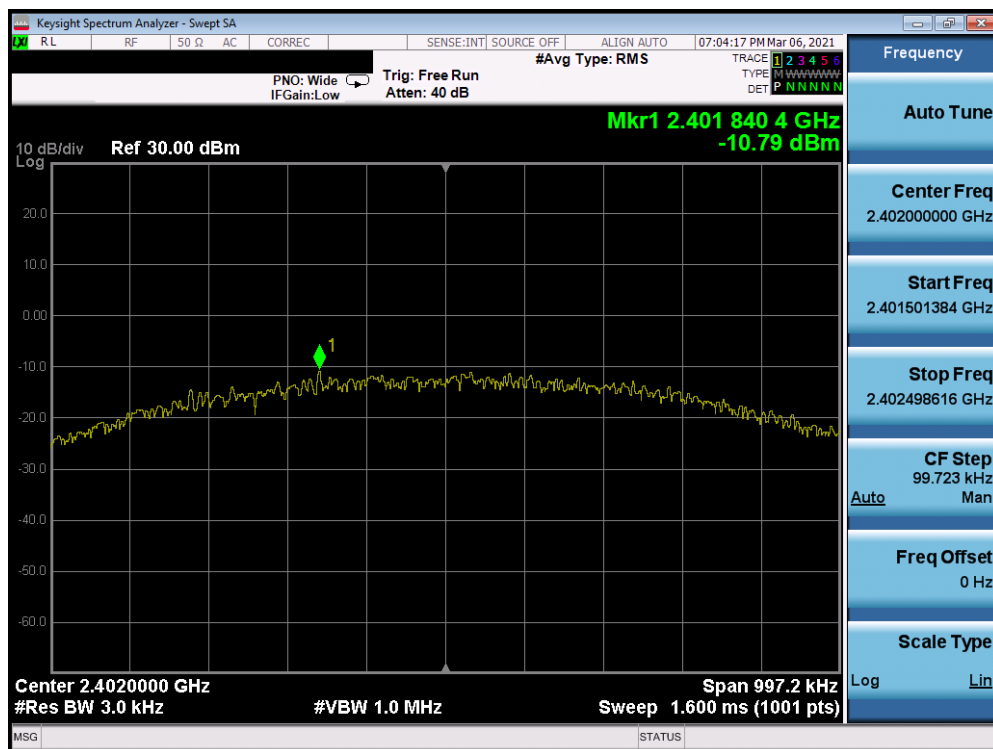 Keysight Spectrum Analyzer - Swept SA
LXI RL RF 50 Ω AC CORREC SENSE:INT SOURCE OFF ALIGN AUTO 07:04:17 PM Mar 06, 2021
#Avg Type: RMS
TRACE 1 2 3 4 5 6
PNO: Wide
Trig: Free Run
TYPE M W W W W W
IFGain:Low
Atten: 40 dB
DET P N N N N N
Mkr1 2.401 840 4 GHz
-10.79 dBm
10 dB/div
Ref 30.00 dBm
Log
20.0
10.0
0.00
1
-10.0
-20.0
-30.0
-40.0
-50.0
-60.0
Center 2.4020000 GHz
Span 997.2 kHz
#Res BW 3.0 kHz
#VBW 1.0 MHz
Sweep 1.600 ms (1001 pts)
MSG
STATUS
Frequency
Auto Tune
Center Freq
2.402000000 GHz
Start Freq
2.401501384 GHz
Stop Freq
2.402498616 GHz
CF Step
99.723 kHz
Auto Man
Freq Offset
0 Hz
Scale Type
Log Lin